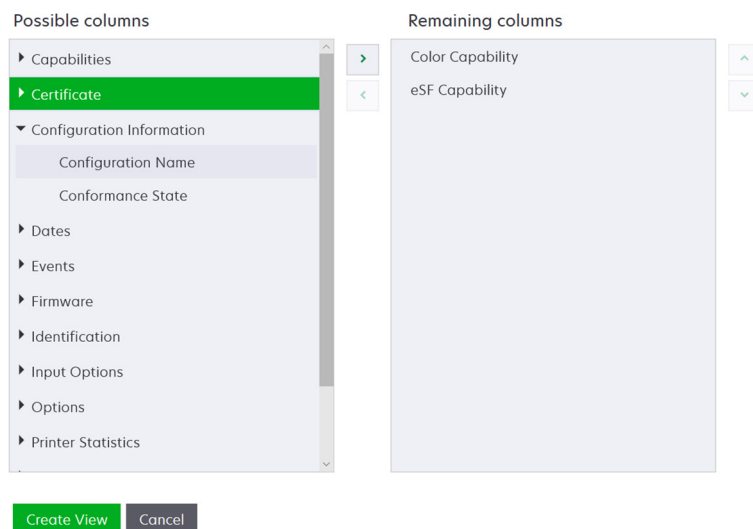 Possible columns
Capabilities
Certificate
Configuration Information
Configuration Name
Conformance State
Dates
Events
Firmware
Identification
Input Options
Options
Printer Statistics
Remaining columns
Color Capability
eSF Capability
Create View
Cancel